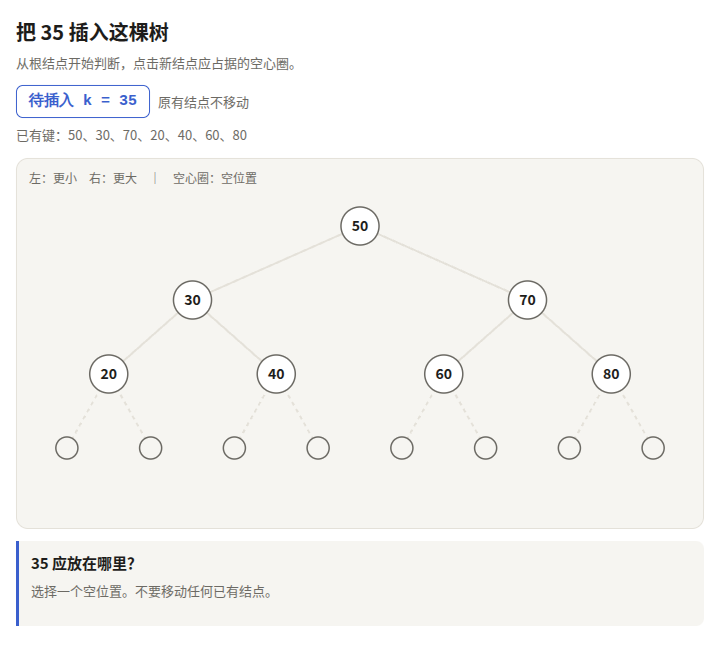 把 35 插入这棵树
从根结点开始判断，点击新结点应占据的空心圈。
待插入 k = 35 原有结点不移动
已有键：50、30、70、20、40、60、80
左：更小 右：更大 | 空心圈：空位置
50
30 70
20 40 60 80
35 应放在哪里？
选择一个空位置。不要移动任何已有结点。